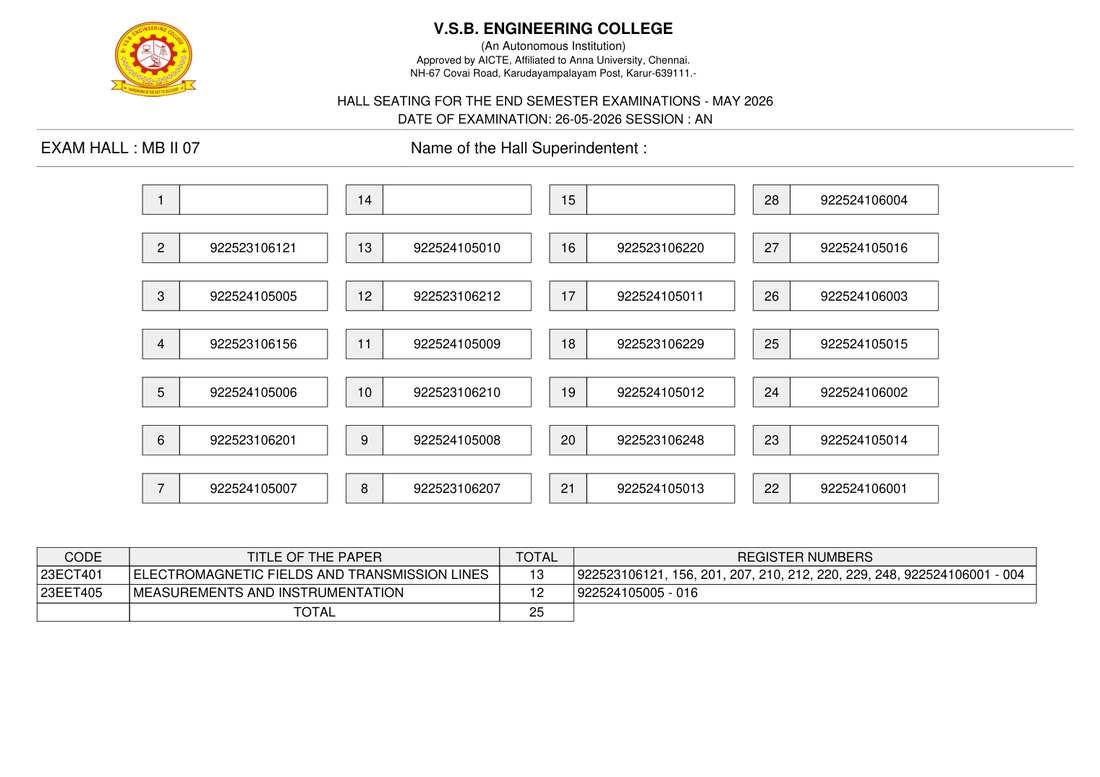 V.S.B. ENGINEERING COLLEGE
(An Autonomous Institution)
Approved by AICTE, Affiliated to Anna University, Chennai.
NH-67 Covai Road, Karudayampalayam Post, Karur-639111.-
HALL SEATING FOR THE END SEMESTER EXAMINATIONS - MAY 2026
DATE OF EXAMINATION: 26-05-2026 SESSION : AN
EXAM HALL : MB II 07 Name of the Hall Superindentent :
1 14 15 28 922524106004
2 922523106121 13 922524105010 16 922523106220 27 922524105016
3 922524105005 12 922523106212 17 922524105011 26 922524106003
4 922523106156 11 922524105009 18 922523106229 25 922524105015
5 922524105006 10 922523106210 19 922524105012 24 922524106002
6 922523106201 9 922524105008 20 922523106248 23 922524105014
7 922524105007 8 922523106207 21 922524105013 22 922524106001
CODE TITLE OF THE PAPER TOTAL REGISTER NUMBERS
23ECT401 ELECTROMAGNETIC FIELDS AND TRANSMISSION LINES 13 922523106121, 156, 201, 207, 210, 212, 220, 229, 248, 922524106001 - 004
23EET405 MEASUREMENTS AND INSTRUMENTATION 12 922524105005 - 016
TOTAL 25